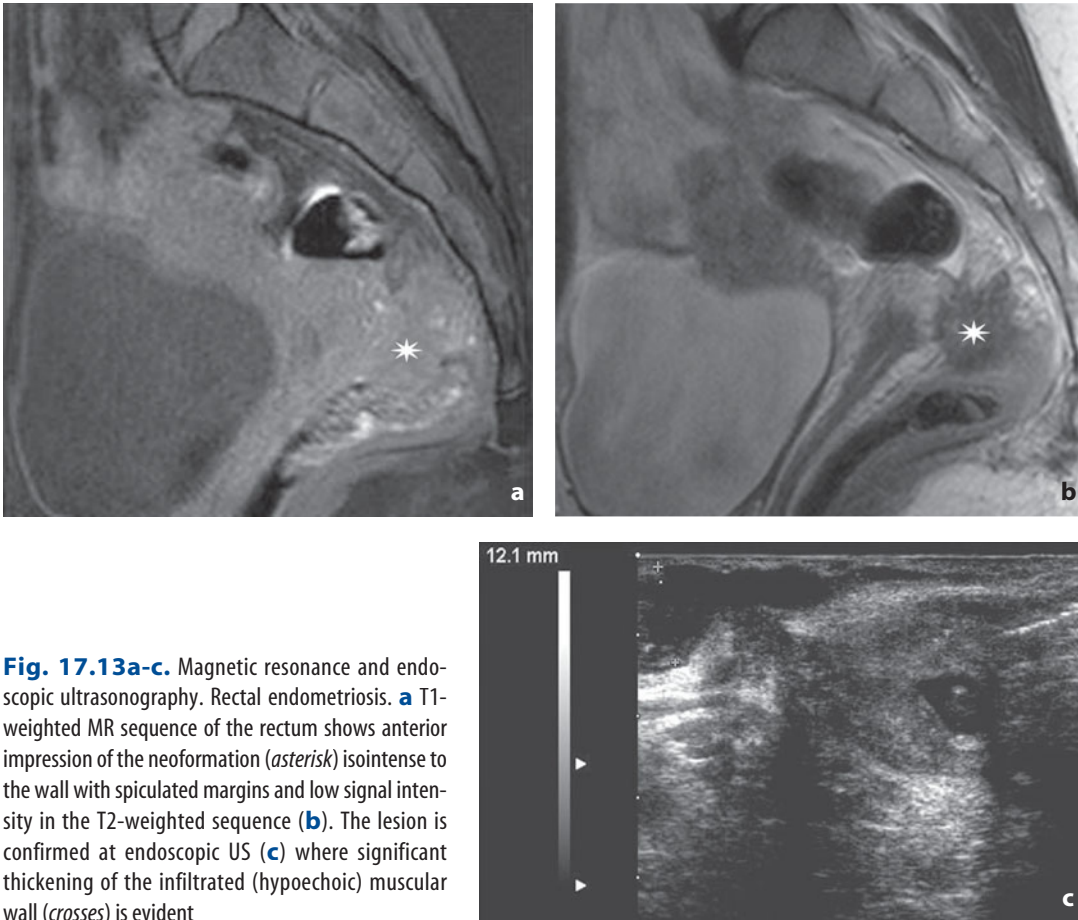 a
b
12.1 mm
Fig. 17.13a-c. Magnetic resonance and endo-
scopic ultrasonography. Rectal endometriosis. a T1-
weighted MR sequence of the rectum shows anterior
impression of the neoformation (asterisk) isointense to
the wall with spiculated margins and low signal inten-
sity in the T2-weighted sequence (b). The lesion is
confirmed at endoscopic US (c) where significant
thickening of the infiltrated (hypoechoic) muscular
wall (crosses) is evident
c